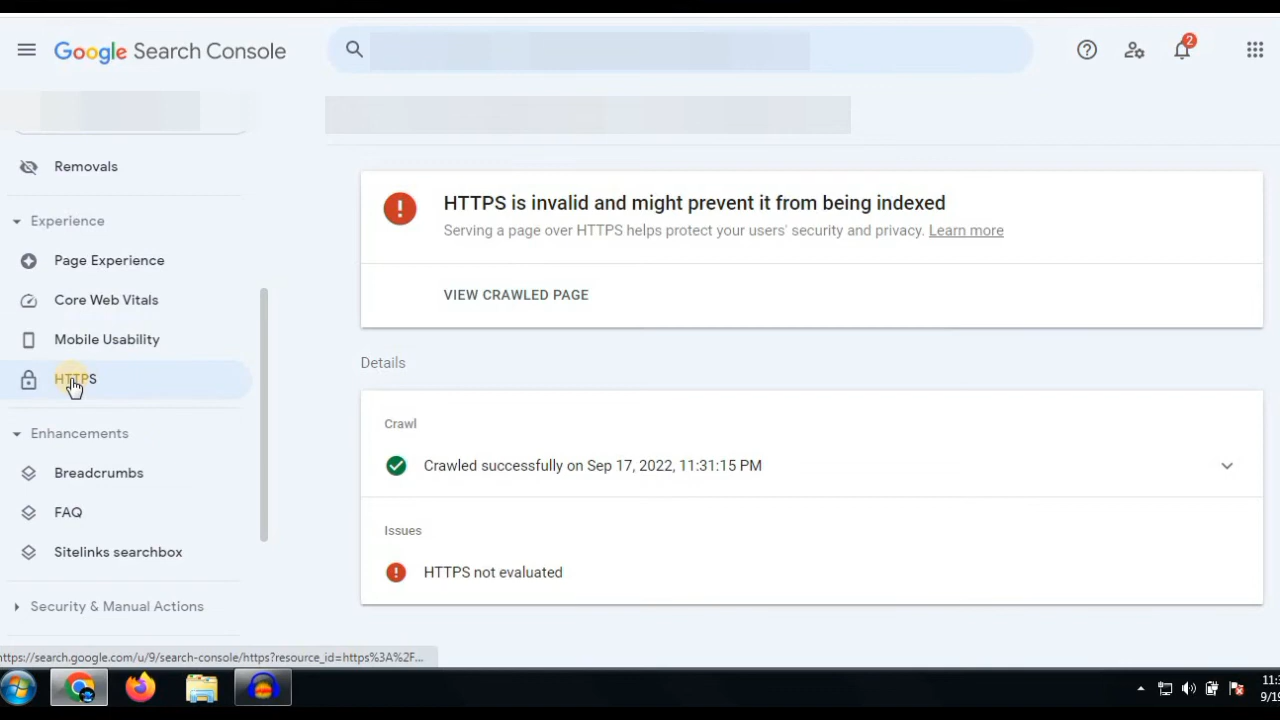 Google Search Console
2
Removals
Experience
Page Experience
Core Web Vitals
Mobile Usability
HTTPS
Enhancements
Breadcrumbs
FAQ
Sitelinks searchbox
Security & Manual Actions
HTTPS is invalid and might prevent it from being indexed
Serving a page over HTTPS helps protect your users' security and privacy. Learn more
VIEW CRAWLED PAGE
Details
Crawl
Crawled successfully on Sep 17, 2022, 11:31:15 PM
Issues
HTTPS not evaluated
https://search.google.com/u/9/search-console/https?resource_id=https%3A%2F...
11:3
9/19